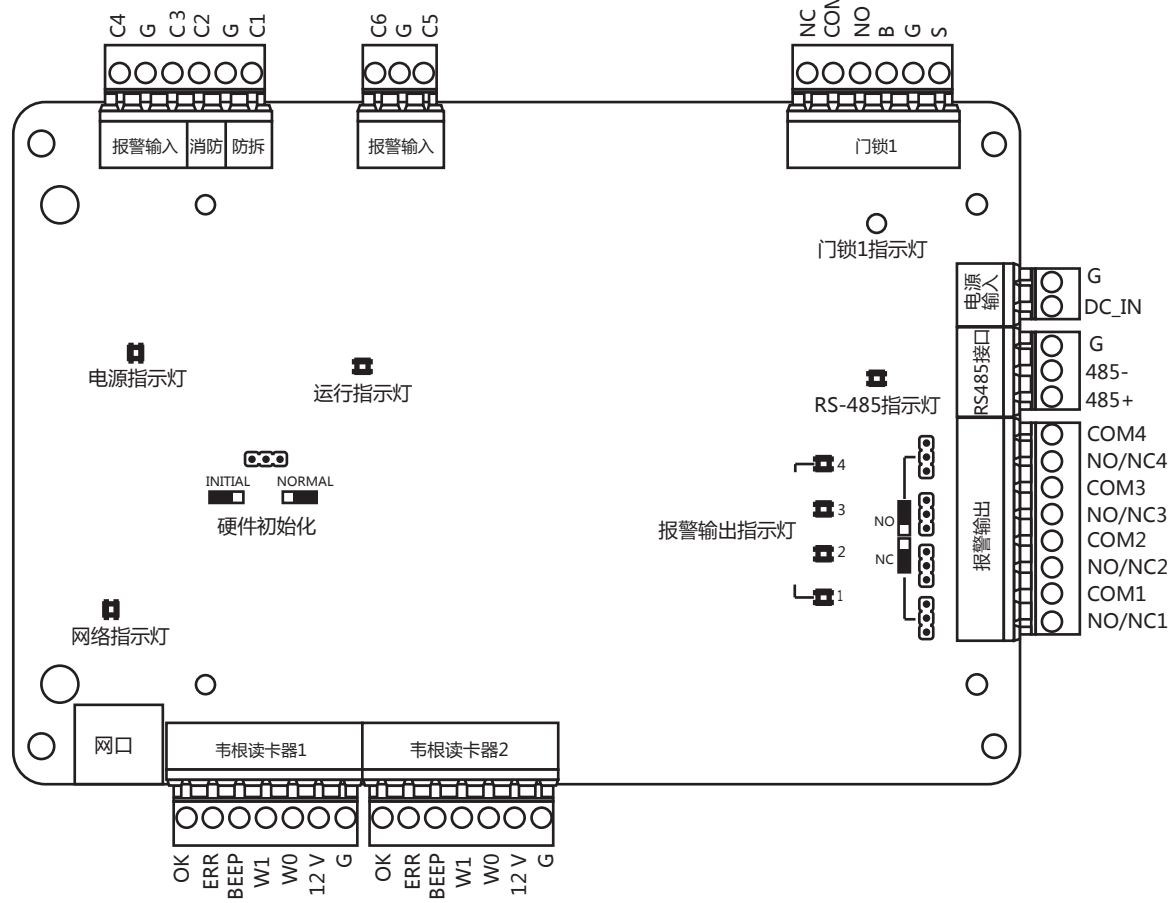 C4 G C3 C2 G C1
C6 G C5
NC COM NO B G S
报警输入 消防 防拆
报警输入
门锁1
门锁1指示灯
电源输入
G
DC_IN
RS485接口
G
485-
485+
电源指示灯
运行指示灯
RS-485指示灯
INITIAL NORMAL
硬件初始化
报警输出指示灯
4
3
2
1
NO
NC
报警输出
COM4
NO/NC4
COM3
NO/NC3
COM2
NO/NC2
COM1
NO/NC1
网络指示灯
网口
韦根读卡器1
韦根读卡器2
OK ERR BEEP W1 W0 12 V G
OK ERR BEEP W1 W0 12 V G